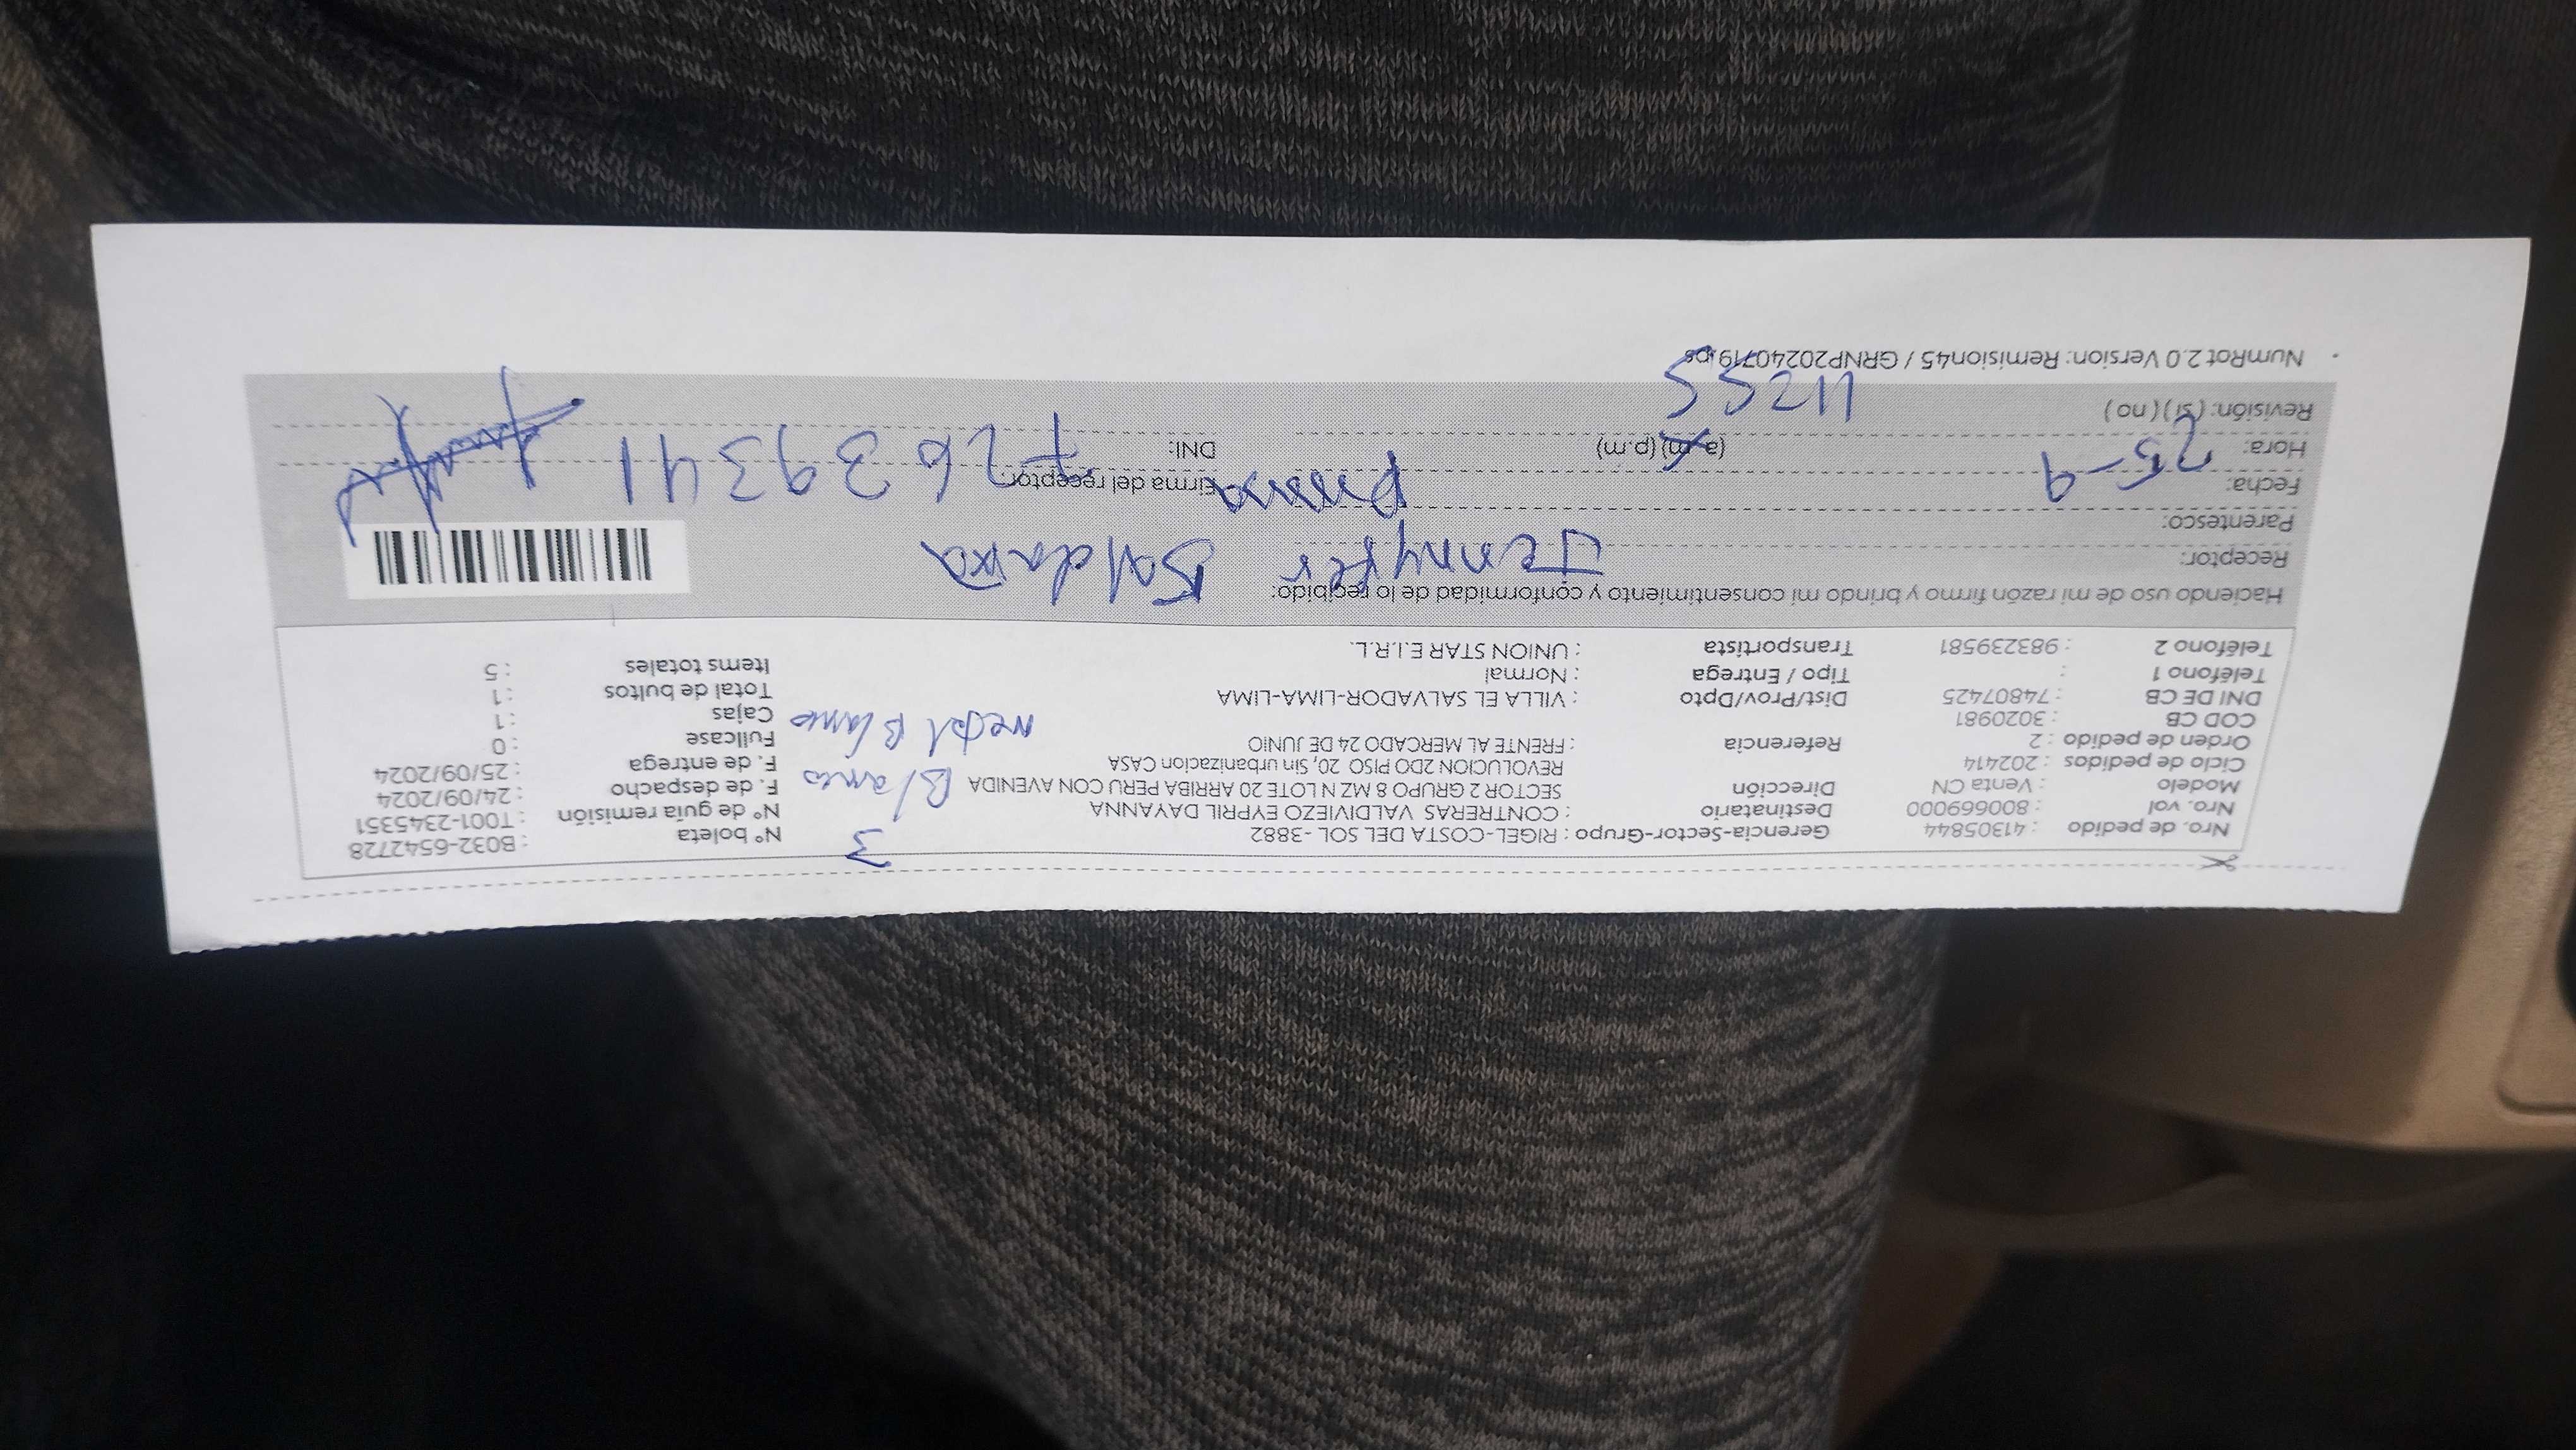 Nro. de pedido : 41305844 Gerencia-Sector-Grupo : RIGEL-COSTA DEL SOL - 3882 3 N° boleta : B032-6542728
Nro. vol : 800669000 Destinatario : CONTRERAS VALDIVIEZO EYPRIL DAYANNA N° de guía remisión : T001-2345351
Modelo : Venta CN Dirección SECTOR 2 GRUPO 8 MZ N LOTE 20 ARRIBA PERU CON AVENIDA Blanco F. de despacho : 24/09/2024
Ciclo de pedidos : 202414 REVOLUCION 2DO PISO 20, Sin urbanizacion CASA F. de entrega : 25/09/2024
Orden de pedido : 2 Referencia : FRENTE AL MERCADO 24 DE JUNIO Fullcase : 0
COD CB : 3020981 Blanco Cajas : 1
DNI DE CB : 74807425 Dist/Prov/Dpto : VILLA EL SALVADOR-LIMA-LIMA Total de bultos : 1
Teléfono 1 : Tipo / Entrega : Normal Items totales : 5
Teléfono 2 : 983239581 Transportista : UNION STAR E.I.R.L.
Haciendo uso de mi razón firmo y brindo mi consentimiento y conformidad de lo recibido:
Receptor: Jennyfer Baldarra
Parentesco: Prima
Fecha: 25-9 Firma del receptor:
Hora: (a.m) (p.m) DNI: 72639341
Revisión: (si) (no) 11255
NumRot 2.0 Version: Remision45 / GRNP20240719.ps